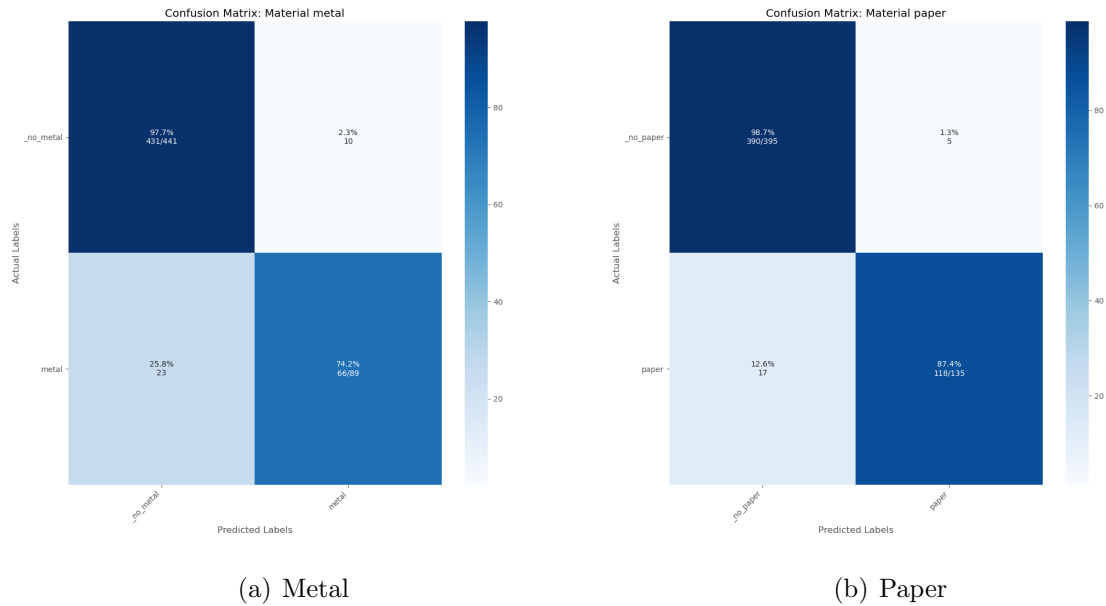 Confusion Matrix: Material metal
_no_metal
metal
Actual Labels
97.7%
431/441
2.3%
10
25.8%
23
74.2%
66/89
80
60
40
20
_no_metal
metal
Predicted Labels
(a) Metal
Confusion Matrix: Material paper
_no_paper
paper
Actual Labels
98.7%
390/395
1.3%
5
12.6%
17
87.4%
118/135
80
60
40
20
_no_paper
paper
Predicted Labels
(b) Paper